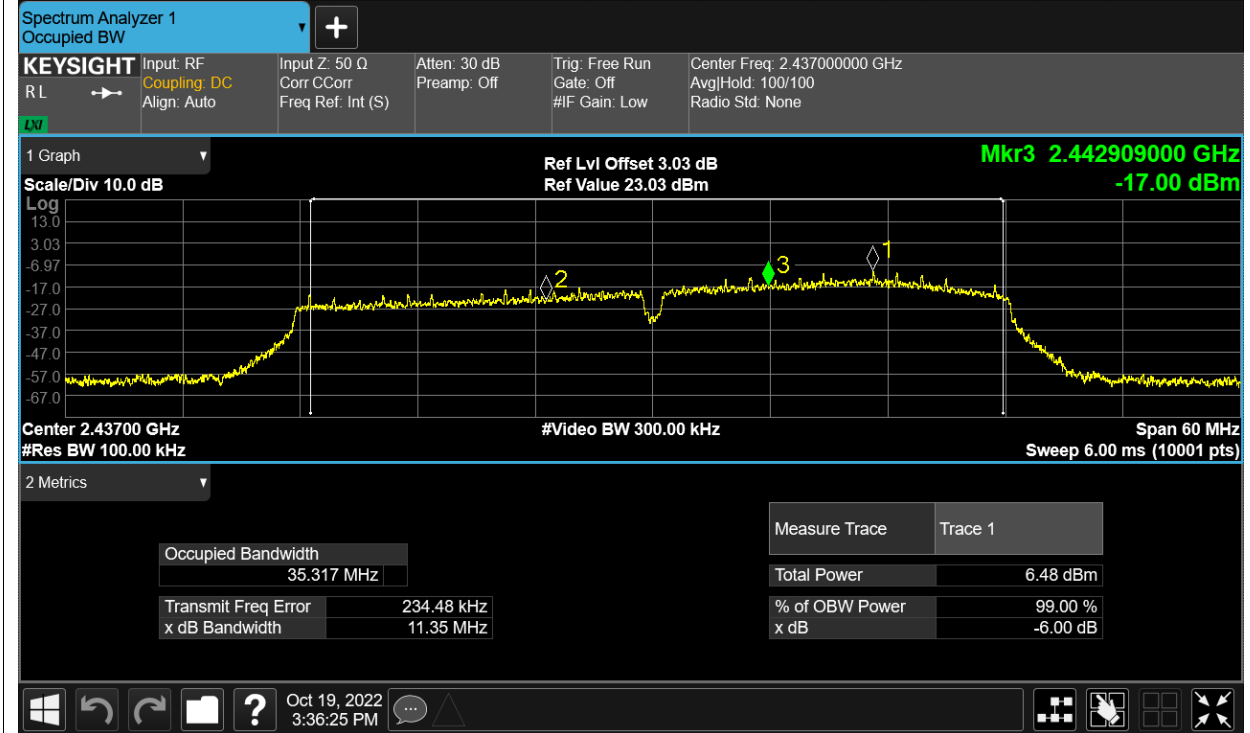 Spectrum Analyzer 1
Occupied BW
+
KEYSIGHT
R L
LXI
Input: RF
Coupling: DC
Align: Auto
Input Z: 50 Ω
Corr CCorr
Freq Ref: Int (S)
Atten: 30 dB
Preamp: Off
Trig: Free Run
Gate: Off
#IF Gain: Low
Center Freq: 2.437000000 GHz
Avg|Hold: 100/100
Radio Std: None
1 Graph
Scale/Div 10.0 dB
Ref Lvl Offset 3.03 dB
Ref Value 23.03 dBm
Mkr3 2.442909000 GHz
-17.00 dBm
Log
13.0
3.03
-6.97
-17.0
-27.0
-37.0
-47.0
-57.0
-67.0
2
3
1
Center 2.43700 GHz
#Res BW 100.00 kHz
#Video BW 300.00 kHz
Span 60 MHz
Sweep 6.00 ms (10001 pts)
2 Metrics
Occupied Bandwidth
35.317 MHz
Transmit Freq Error 234.48 kHz
x dB Bandwidth 11.35 MHz
Measure Trace Trace 1
Total Power 6.48 dBm
% of OBW Power 99.00 %
x dB -6.00 dB
?
Oct 19, 2022
3:36:25 PM